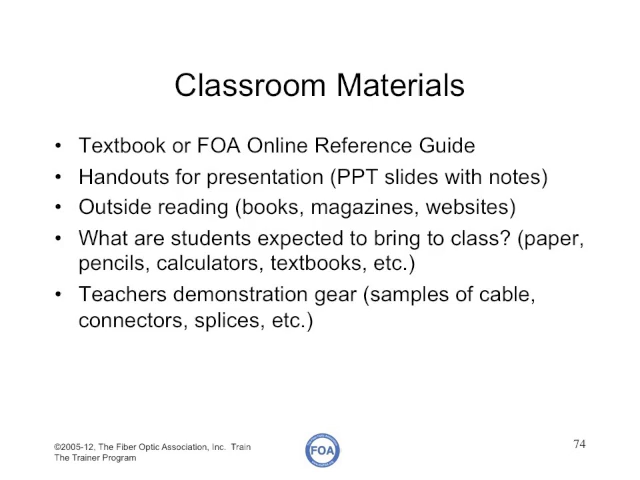 Classroom Materials
• Textbook or FOA Online Reference Guide
• Handouts for presentation (PPT slides with notes)
• Outside reading (books, magazines, websites)
• What are students expected to bring to class? (paper,
pencils, calculators, textbooks, etc.)
• Teachers demonstration gear (samples of cable,
connectors, splices, etc.)
©2005-12, The Fiber Optic Association, Inc. Train
The Trainer Program
FOA
74